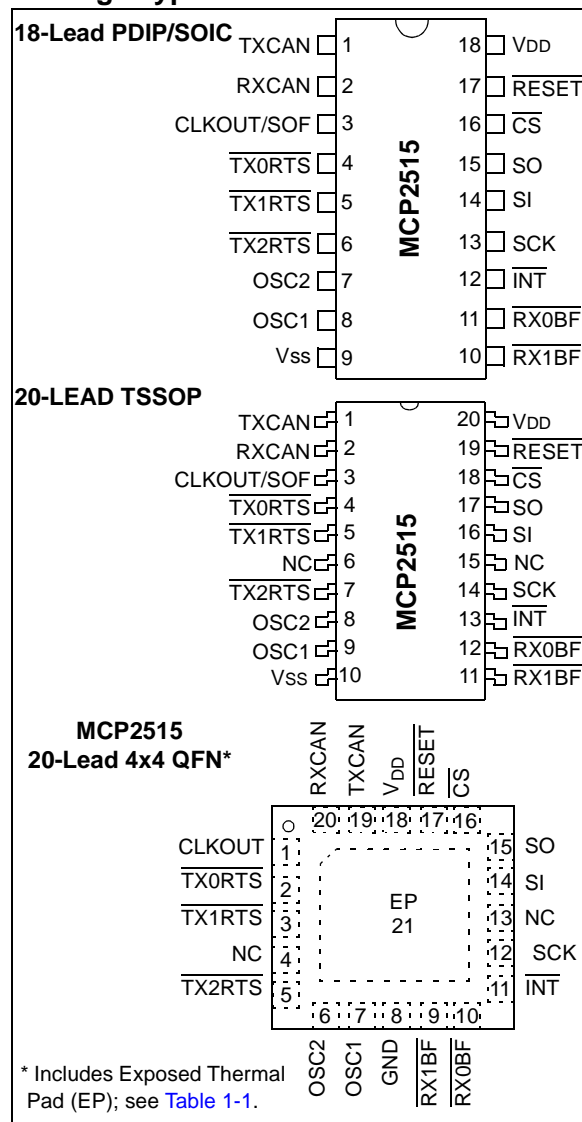 18-Lead PDIP/SOIC
TXCAN 1 18 VDD
RXCAN 2 17 RESET
CLKOUT/SOF 3 16 CS
TX0RTS 4 15 SO
TX1RTS 5 14 SI
TX2RTS 6 13 SCK
OSC2 7 12 INT
OSC1 8 11 RX0BF
Vss 9 10 RX1BF
MCP2515
20-LEAD TSSOP
TXCAN 1 20 VDD
RXCAN 2 19 RESET
CLKOUT/SOF 3 18 CS
TX0RTS 4 17 SO
TX1RTS 5 16 SI
NC 6 15 NC
TX2RTS 7 14 SCK
OSC2 8 13 INT
OSC1 9 12 RX0BF
Vss 10 11 RX1BF
MCP2515
MCP2515
20-Lead 4x4 QFN*
RXCAN TXCAN VDD RESET CS
20 19 18 17 16
CLKOUT 1 15 SO
TX0RTS 2 14 SI
TX1RTS 3 13 NC
NC 4 12 SCK
TX2RTS 5 11 INT
EP
21
6 7 8 9 10
OSC2 OSC1 GND RX1BF RX0BF
* Includes Exposed Thermal
Pad (EP); see Table 1-1.